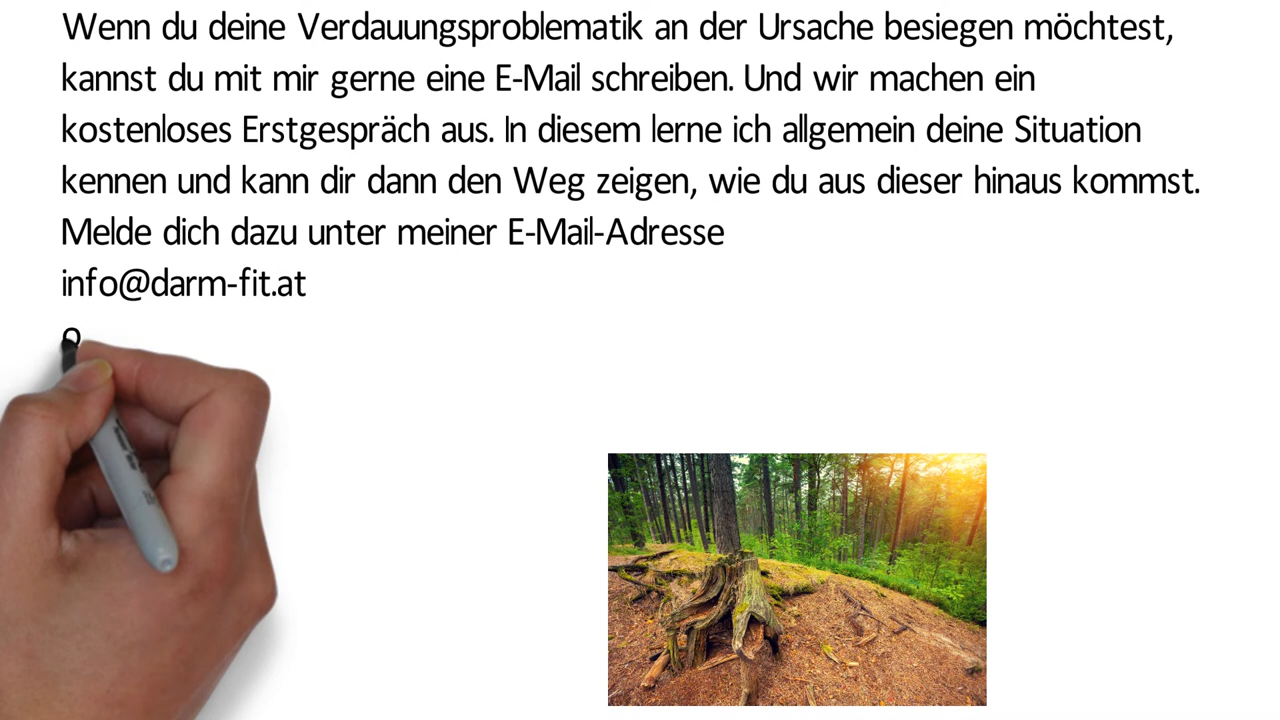 Wenn du deine Verdauungsproblematik an der Ursache besiegen möchtest,
kannst du mit mir gerne eine E-Mail schreiben. Und wir machen ein
kostenloses Erstgespräch aus. In diesem lerne ich allgemein deine Situation
kennen und kann dir dann den Weg zeigen, wie du aus dieser hinaus kommst.
Melde dich dazu unter meiner E-Mail-Adresse
info@darm-fit.at